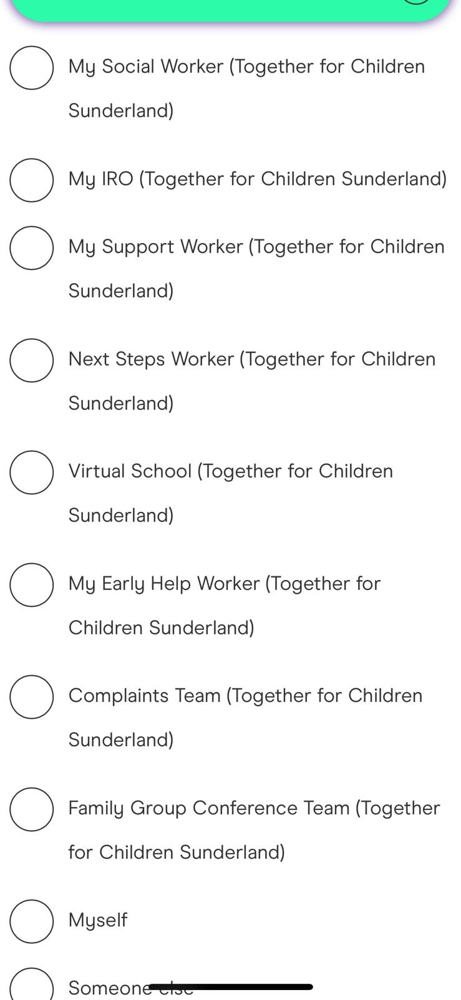 My Social Worker (Together for Children
Sunderland)
My IRO (Together for Children Sunderland)
My Support Worker (Together for Children
Sunderland)
Next Steps Worker (Together for Children
Sunderland)
Virtual School (Together for Children
Sunderland)
My Early Help Worker (Together for
Children Sunderland)
Complaints Team (Together for Children
Sunderland)
Family Group Conference Team (Together
for Children Sunderland)
Myself
Someone else